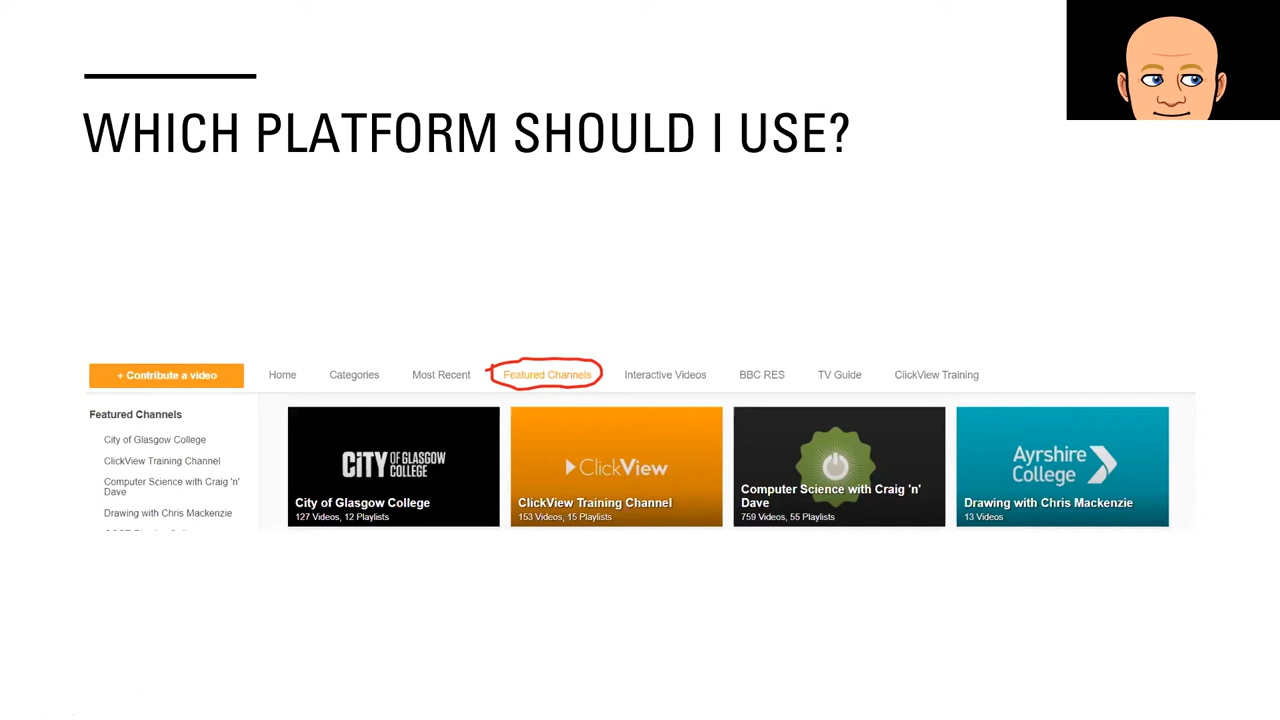 WHICH PLATFORM SHOULD I USE?
+ Contribute a video
Home
Categories
Most Recent
Featured Channels
Interactive Videos
BBC RES
TV Guide
ClickView Training
Featured Channels
City of Glasgow College
ClickView Training Channel
Computer Science with Craig 'n'
Dave
Drawing with Chris Mackenzie
CiTY OF GLASGOW
COLLEGE
City of Glasgow College
127 Videos, 12 Playlists
ClickView
ClickView Training Channel
153 Videos, 15 Playlists
Computer Science with Craig 'n'
Dave
759 Videos, 55 Playlists
Ayrshire
College
Drawing with Chris Mackenzie
13 Videos